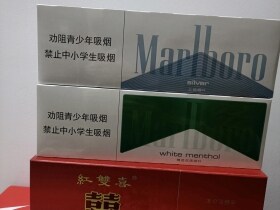 劝阻青少年吸烟
禁止中小学生吸烟
Marlboro
silver
劝阻青少年吸烟
禁止中小学生吸烟
white menthol
紅雙喜
囍